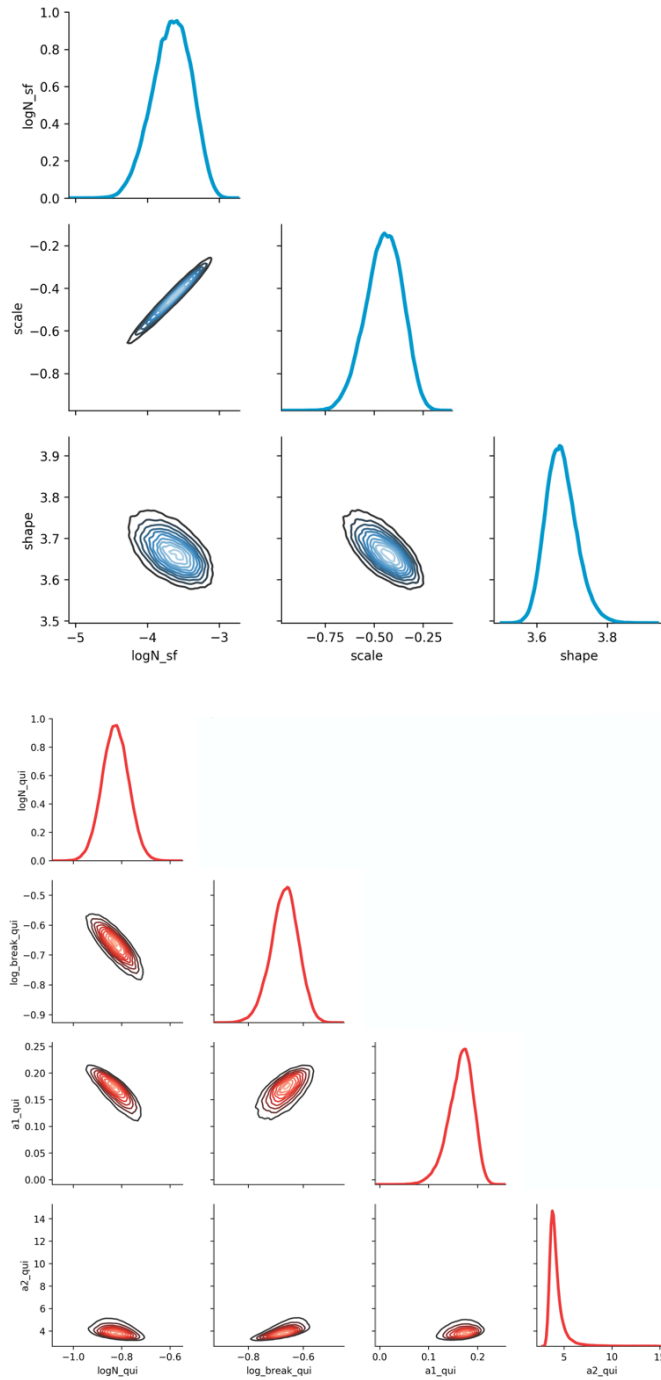 1.0
0.8
0.6
0.4
0.2
0.0
logN_sf
−0.2
−0.4
−0.6
−0.8
scale
3.9
3.8
3.7
3.6
3.5
shape
−5 −4 −3
logN_sf
−0.75 −0.50 −0.25
scale
3.6 3.8
shape
1.0
0.8
0.6
0.4
0.2
0.0
logN_qui
−0.5
−0.6
−0.7
−0.8
−0.9
log_break_qui
0.25
0.20
0.15
0.10
0.05
0.00
a1_qui
14
12
10
8
6
4
a2_qui
−1.0 −0.8 −0.6
logN_qui
−0.8 −0.6
log_break_qui
0.0 0.2
a1_qui
5 10 15
a2_qui